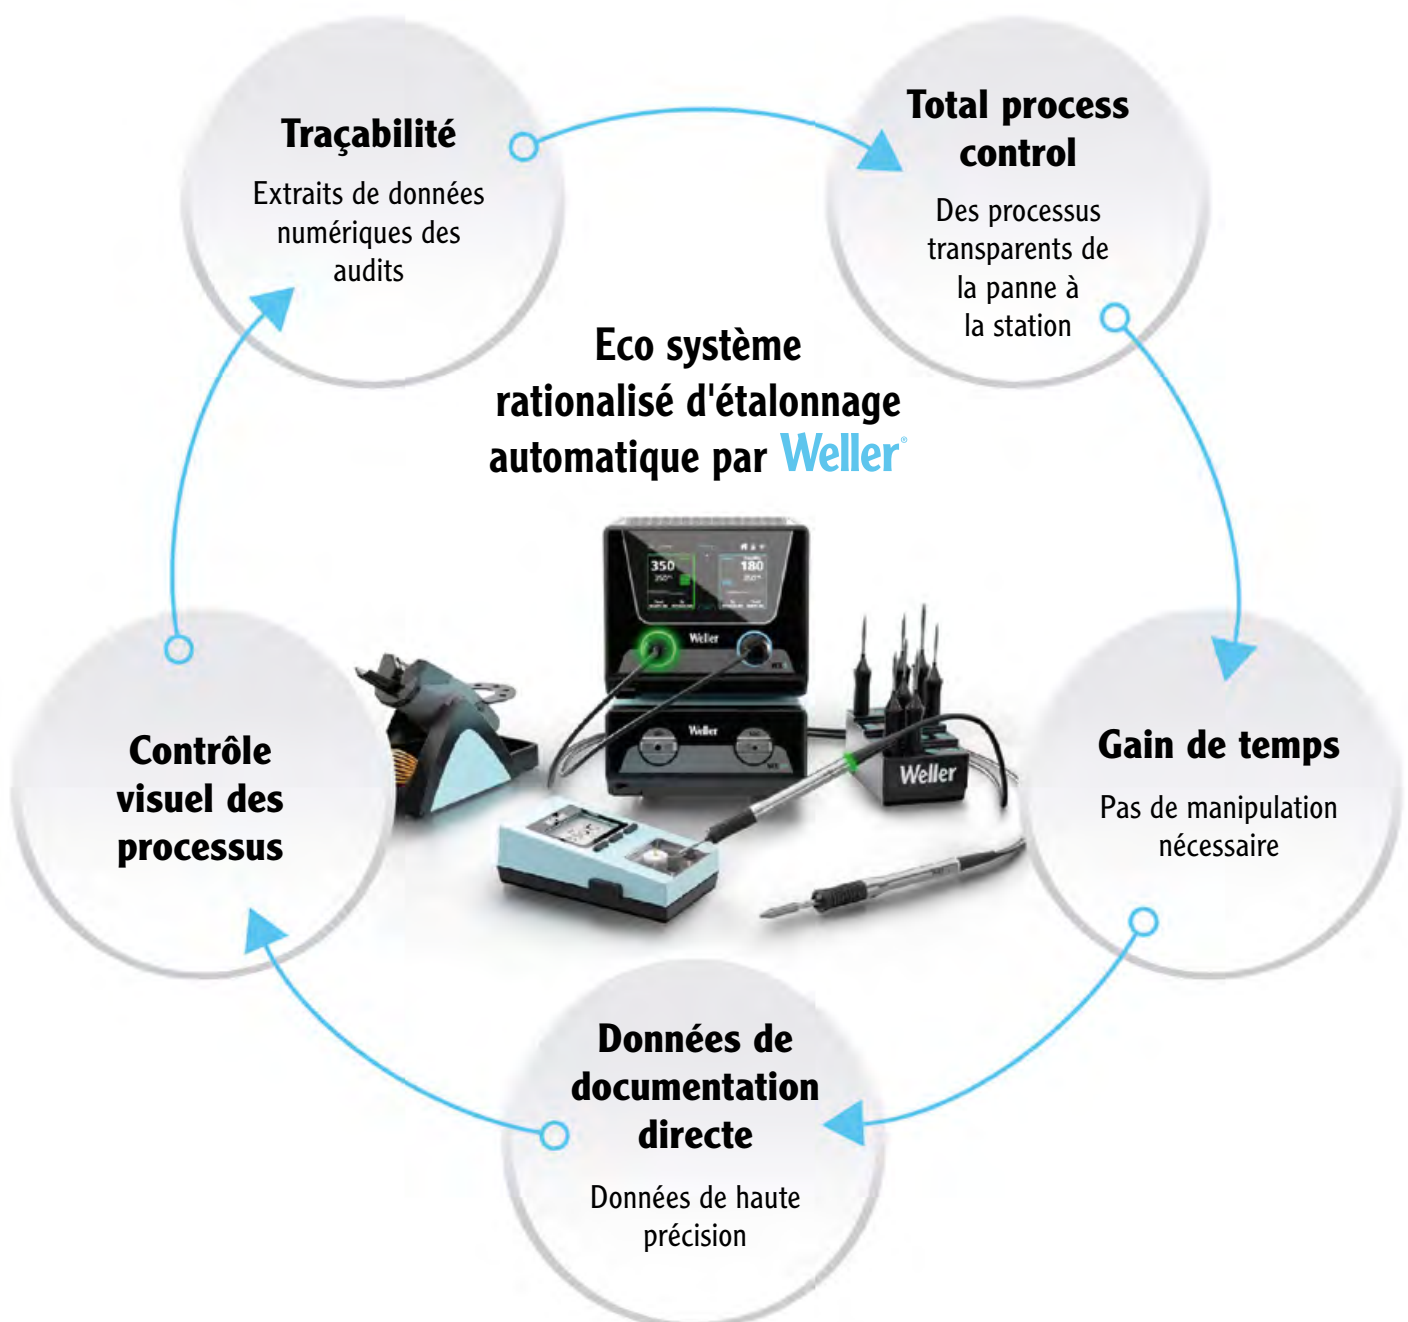 Traçabilité
Extraits de données
numériques des
audits
Total process
control
Des processus
transparents de
la panne à
la station
Eco système
rationalisé d'étalonnage
automatique par Weller®
350
180
Weller
Weller
Weller
Contrôle
visuel des
processus
Gain de temps
Pas de manipulation
nécessaire
Données de
documentation
directe
Données de haute
précision